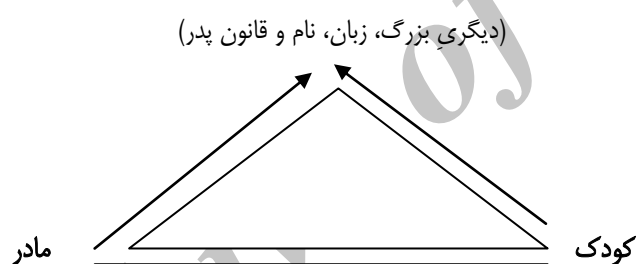 (دیگریِ بزرگ، زبان، نام و قانون پدر)
کودک
مادر